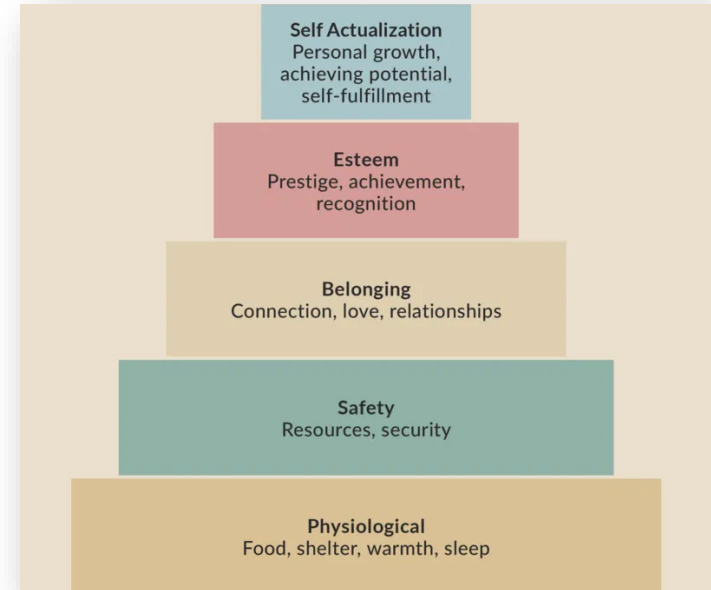 Self Actualization
Personal growth,
achieving potential,
self-fulfillment
Esteem
Prestige, achievement,
recognition
Belonging
Connection, love, relationships
Safety
Resources, security
Physiological
Food, shelter, warmth, sleep